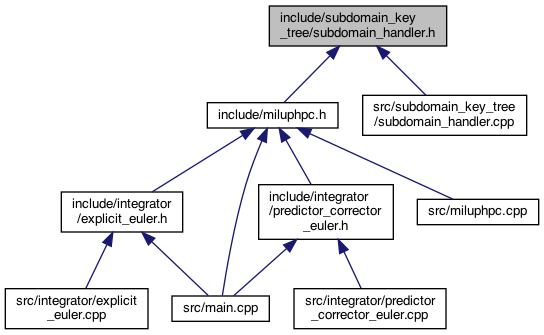 include/subdomain_key
_tree/subdomain_handler.h
include/miluphpc.h
src/subdomain_key_tree
/subdomain_handler.cpp
include/integrator
/explicit_euler.h
include/integrator
/predictor_corrector
_euler.h
src/miluphpc.cpp
src/integrator/explicit
_euler.cpp
src/main.cpp
src/integrator/predictor
_corrector_euler.cpp